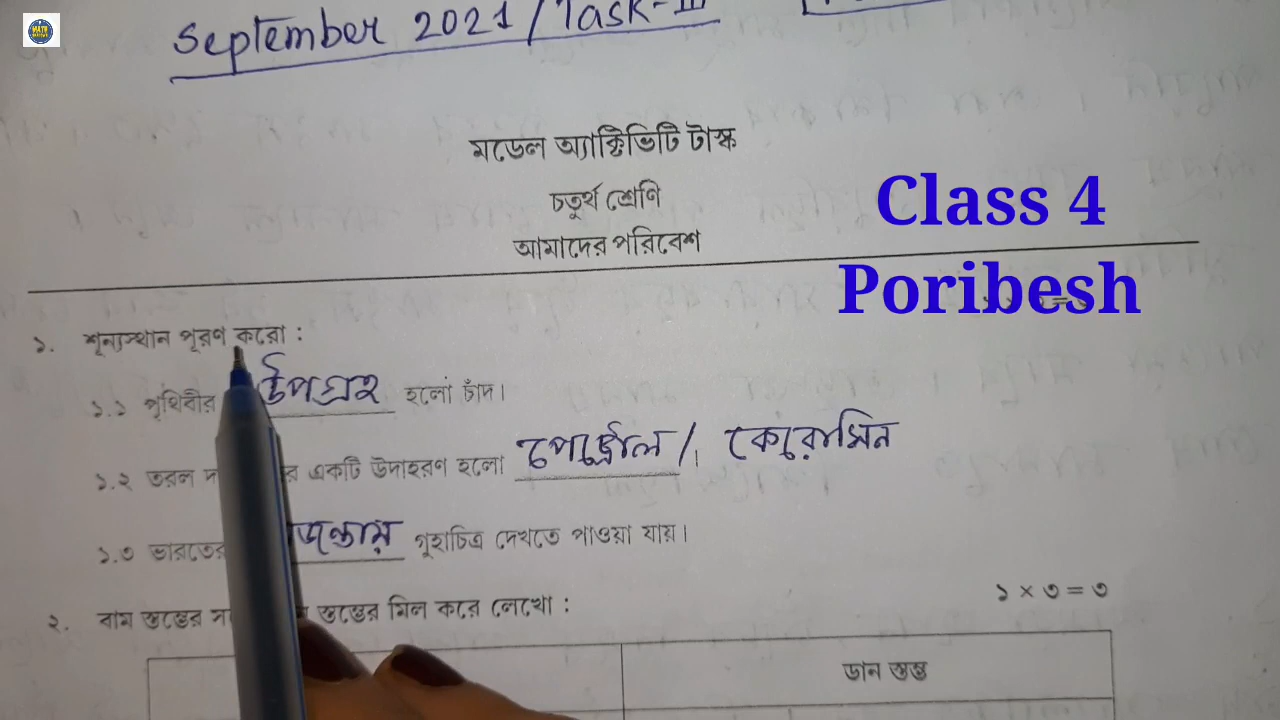 September 2021 / Task-III
মডেল অ্যাক্টিভিটি টাস্ক
চতুর্থ শ্রেণি
আমাদের পরিবেশ
Class 4
Poribesh
১. শূন্যস্থান পূরণ করো :
১.১ পৃথিবীর উপগ্রহ হলো চাঁদ।
১.২ তরল একটি উদাহরণ হলো পেট্রোল / কেরোসিন
১.৩ ভারতের গুহাচিত্র দেখতে পাওয়া যায়।
২. বাম স্তম্ভের স্তম্ভের মিল করে লেখো :
১ × ৩ = ৩
ডান স্তম্ভ